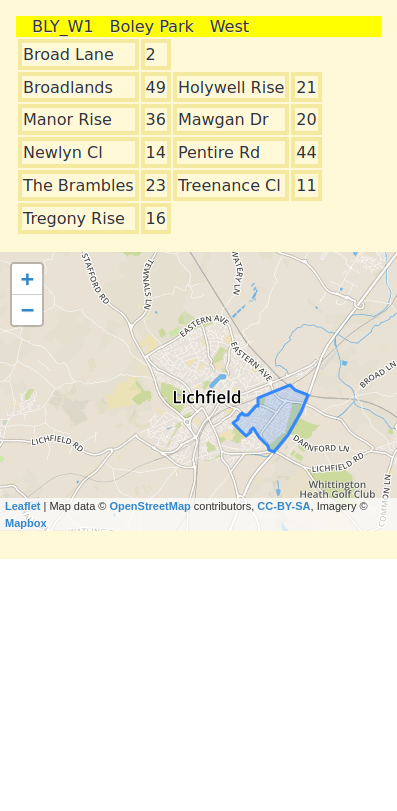 BLY_W1 Boley Park West
Broad Lane 2
Broadlands 49 Holywell Rise 21
Manor Rise 36 Mawgan Dr 20
Newlyn Cl 14 Pentire Rd 44
The Brambles 23 Treenance Cl 11
Tregony Rise 16
+
−
STAFFORD RD
TEWNALS LN
WATERY LN
EASTERN AVE
EASTERN AVE
BROAD LN
Lichfield
LICHFIELD RD
DARNFORD LN
LICHFIELD RD
Whittington
Heath Golf Club
COMMON LN
Leaflet | Map data © OpenStreetMap contributors, CC-BY-SA, Imagery ©
Mapbox